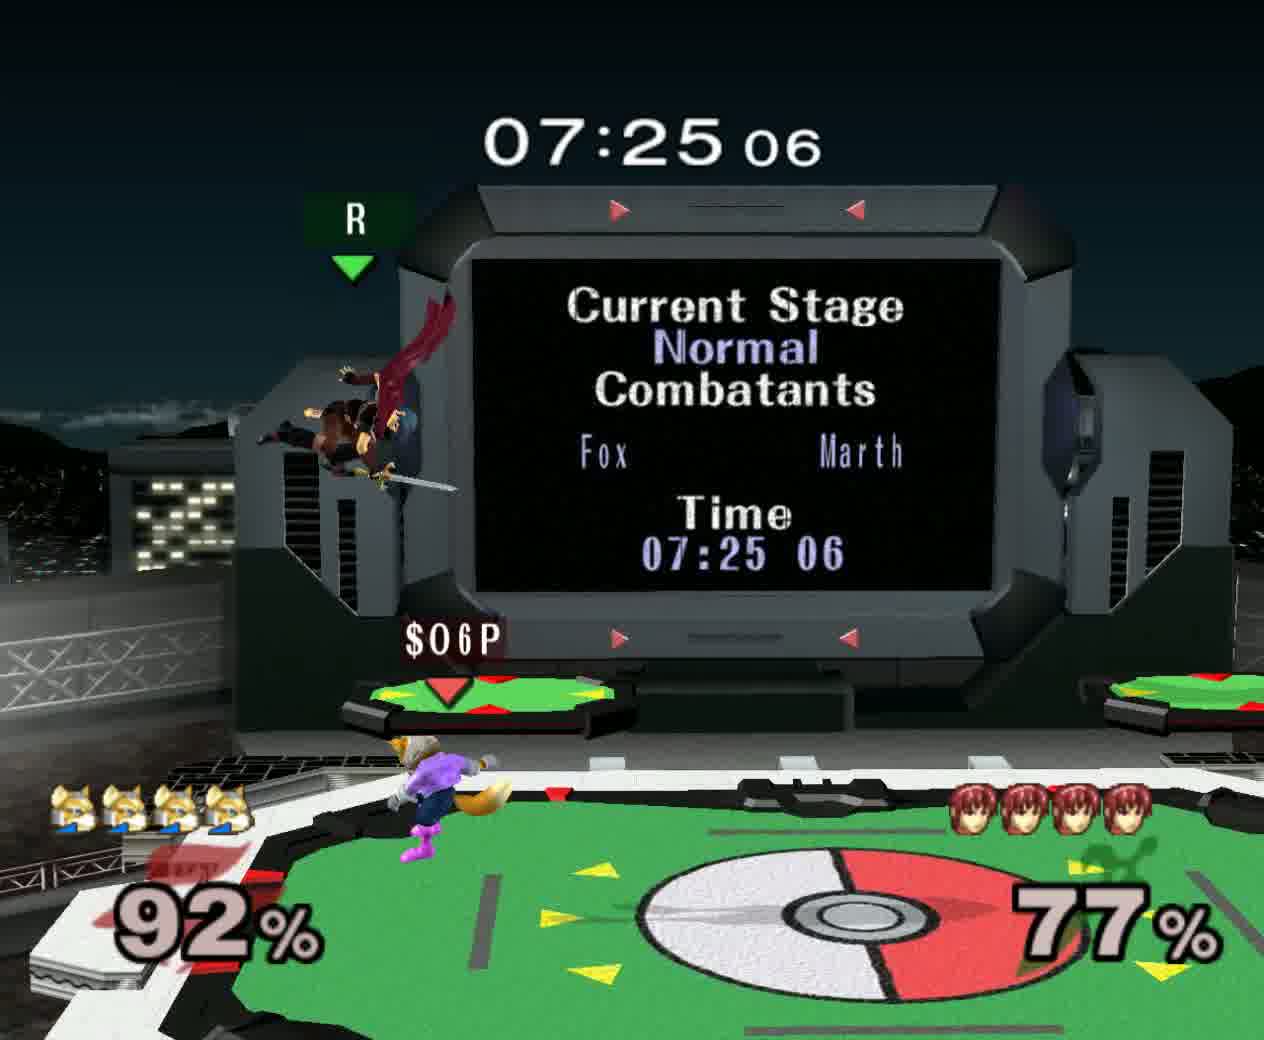 07:25 06
R
Current Stage
Normal
Combatants
Fox Marth
Time
07:25 06
$06P
92%
77%